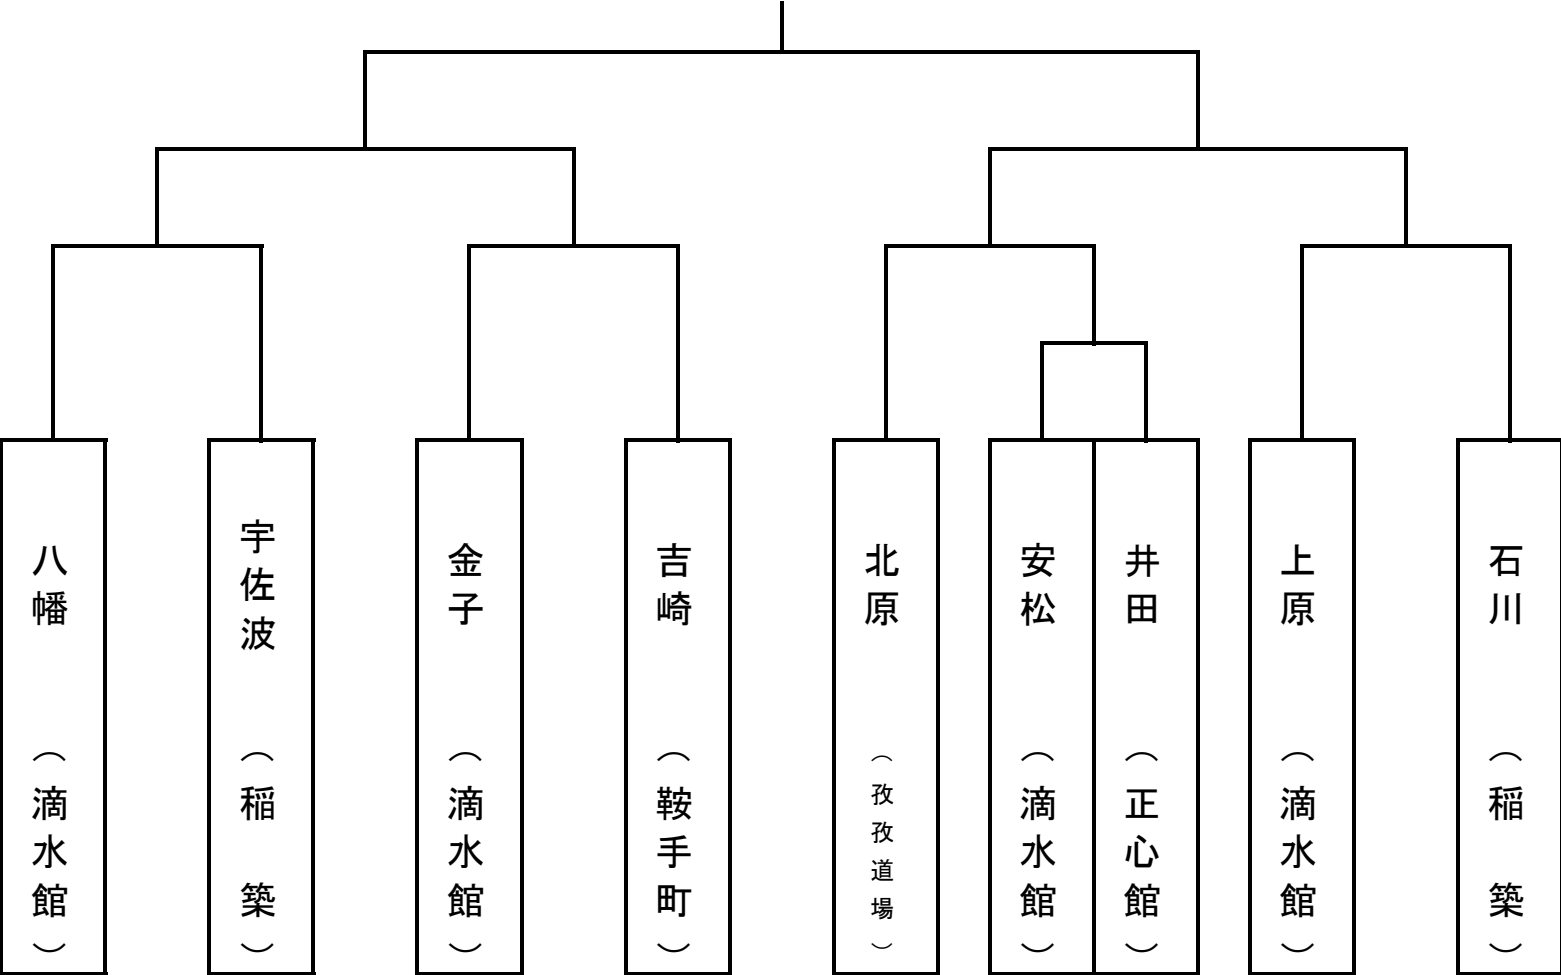 八幡（滴水館）
宇佐波（稲築）
金子（滴水館）
吉崎（鞍手町）
北原（孜孜道場）
安松（滴水館）
井田（正心館）
上原（滴水館）
石川（稲築）